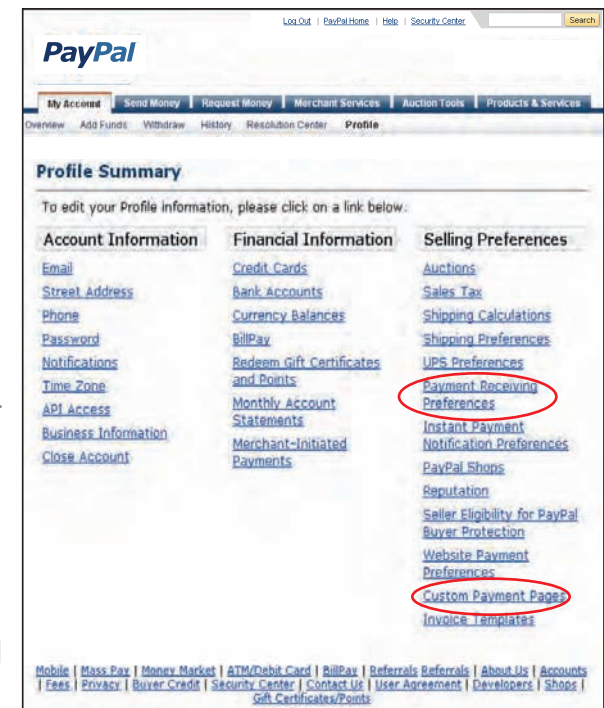 Log Out | PayPal Home | Help | Security Center
Search
PayPal
My Account
Send Money
Request Money
Merchant Services
Auction Tools
Products & Services
Overview Add Funds Withdraw History Resolution Center Profile
Profile Summary
To edit your Profile information, please click on a link below.
Account Information
Email
Street Address
Phone
Password
Notifications
Time Zone
API Access
Business Information
Close Account
Financial Information
Credit Cards
Bank Accounts
Currency Balances
BillPay
Redeem Gift Certificates
and Points
Monthly Account
Statements
Merchant-Initiated
Payments
Selling Preferences
Auctions
Sales Tax
Shipping Calculations
Shipping Preferences
UPS Preferences
Payment Receiving
Preferences
Instant Payment
Notification Preferences
PayPal Shops
Reputation
Seller Eligibility for PayPal
Buyer Protection
Website Payment
Preferences
Custom Payment Pages
Invoice Templates
Mobile | Mass Pay | Money Market | ATM/Debit Card | BillPay | Referrals Referrals | About Us | Accounts
| Fees | Privacy | Buyer Credit | Security Center | Contact Us | User Agreement | Developers | Shops |
Gift Certificates/Points